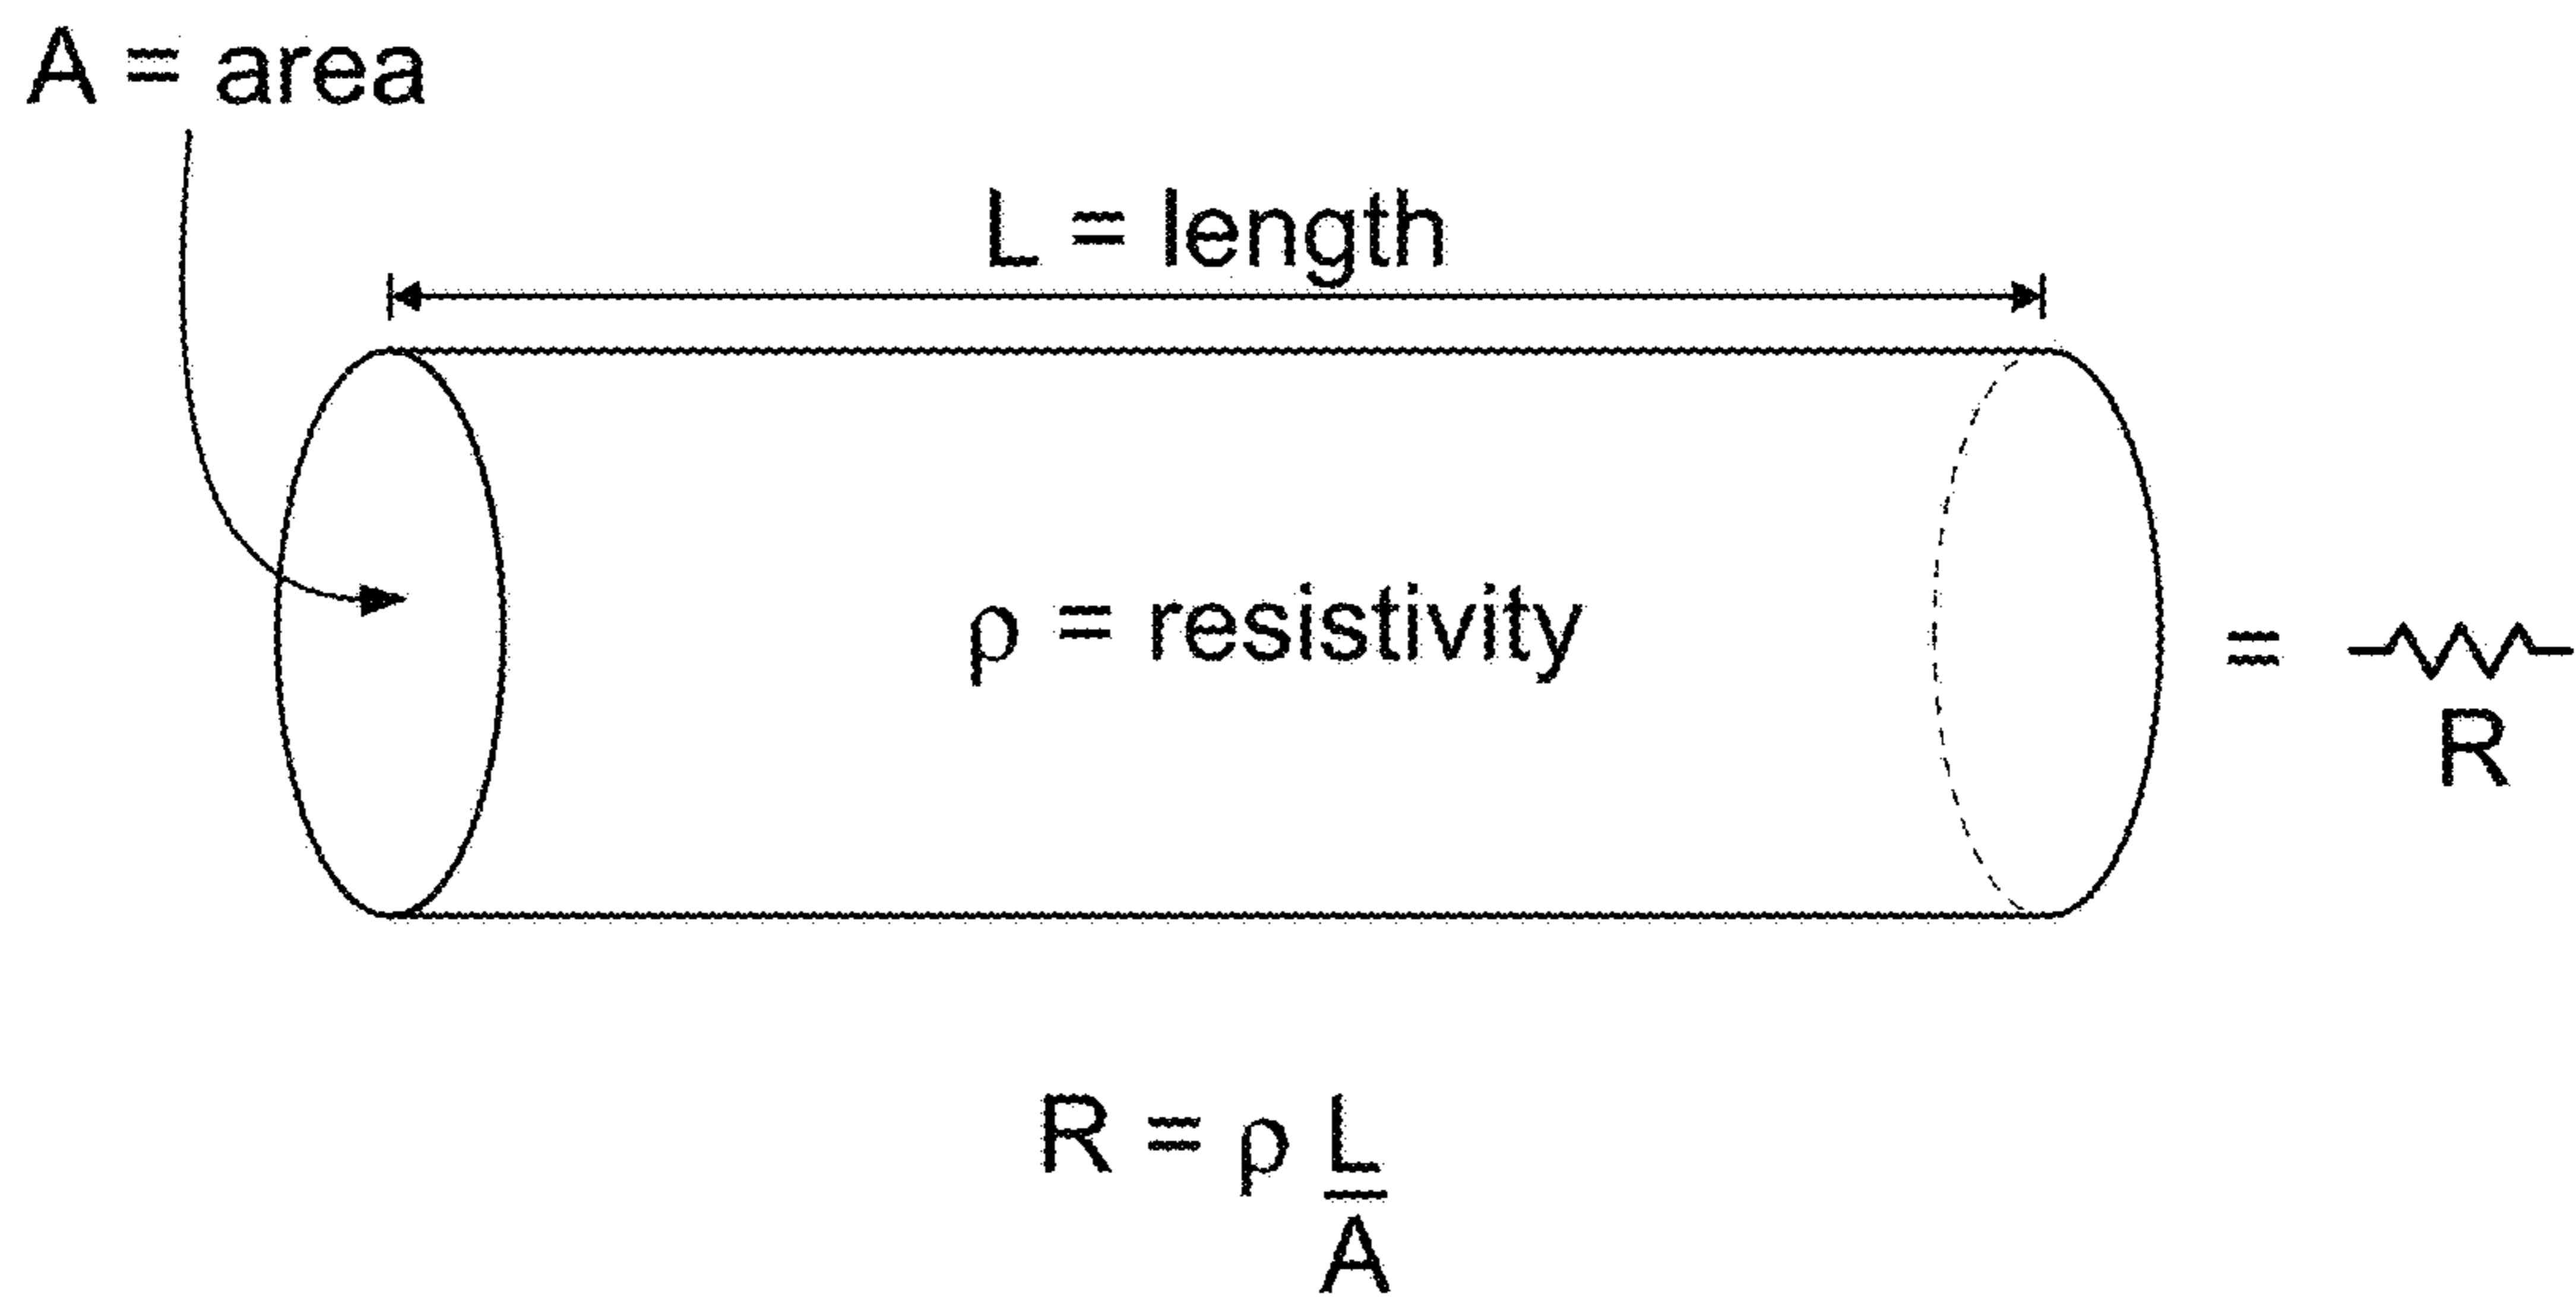 A = area
L = length
ρ = resistivity
=
R
R = ρ L/A